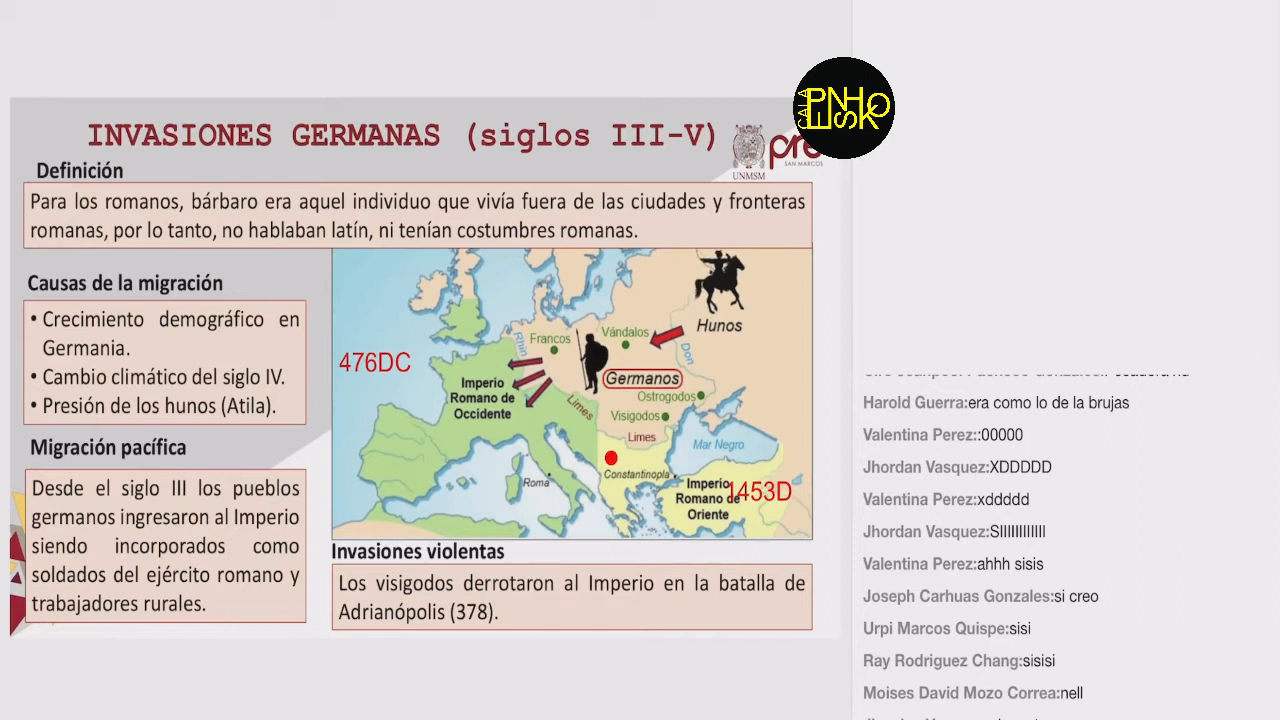 INVASIONES GERMANAS (siglos III-V)
UNMSM
SAN MARCOS
CALA
PENHO
ESK
Definición
Para los romanos, bárbaro era aquel individuo que vivía fuera de las ciudades y fronteras
romanas, por lo tanto, no hablaban latín, ni tenían costumbres romanas.
Causas de la migración
• Crecimiento demográfico en
Germania.
• Cambio climático del siglo IV.
• Presión de los hunos (Atila).
Migración pacífica
Desde el siglo III los pueblos
germanos ingresaron al Imperio
siendo incorporados como
soldados del ejército romano y
trabajadores rurales.
476DC
Hunos
Vándalos
Francos
Rhin
Don
Germanos
Imperio
Romano de
Occidente
Ostrogodos
Limes
Visigodos
Limes
Mar Negro
Roma
Constantinopla
Imperio
Romano de
Oriente
1453D
Invasiones violentas
Los visigodos derrotaron al Imperio en la batalla de
Adrianópolis (378).
Harold Guerra:era como lo de la brujas
Valentina Perez::00000
Jhordan Vasquez:XDDDDD
Valentina Perez:xddddd
Jhordan Vasquez:SIIIIIIIIIIII
Valentina Perez:ahhh sisis
Joseph Carhuas Gonzales:si creo
Urpi Marcos Quispe:sisi
Ray Rodriguez Chang:sisisi
Moises David Mozo Correa:nell